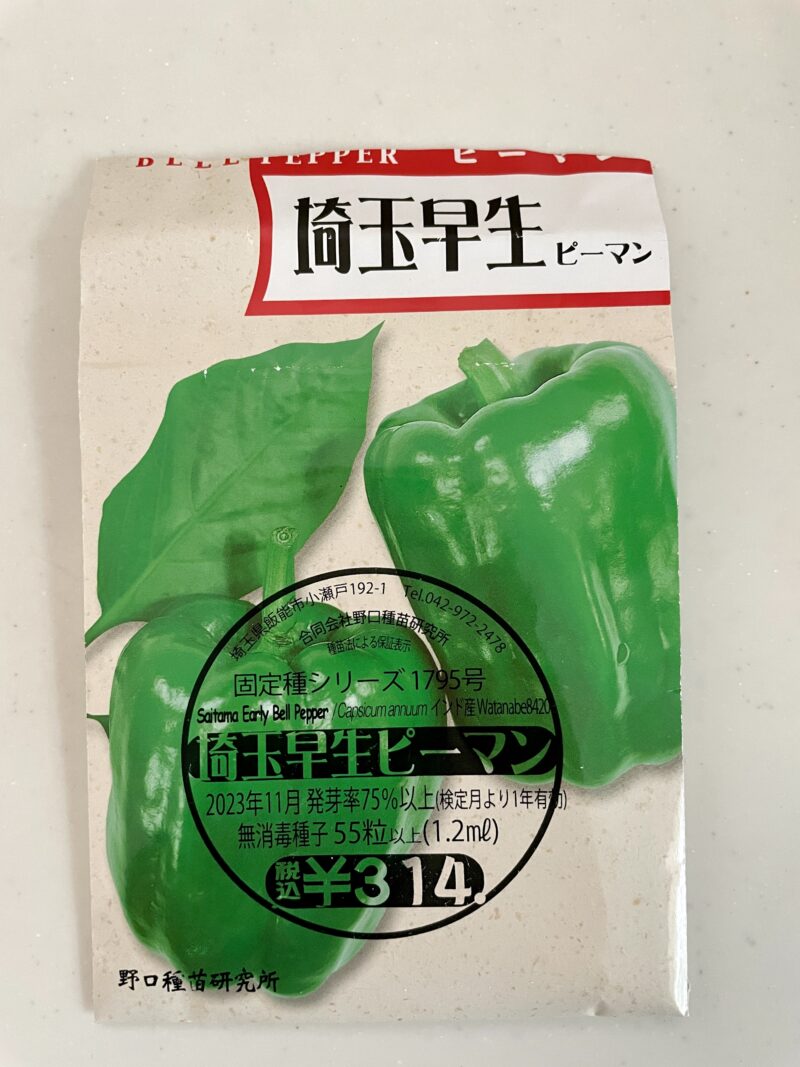 BELL PEPPER ピーマン
埼玉早生 ピーマン
埼玉県飯能市小瀬戸192-1 Tel.042-972-2478
合同会社野口種苗研究所
種苗法による保証表示
固定種シリーズ 1795号
Saitama Early Bell Pepper / Capsicum annuum インド産 Watanabe8420
埼玉早生ピーマン
2023年11月 発芽率75%以上(検定月より1年有効)
無消毒種子 55粒以上(1.2㎖)
税込 ¥314.
野口種苗研究所